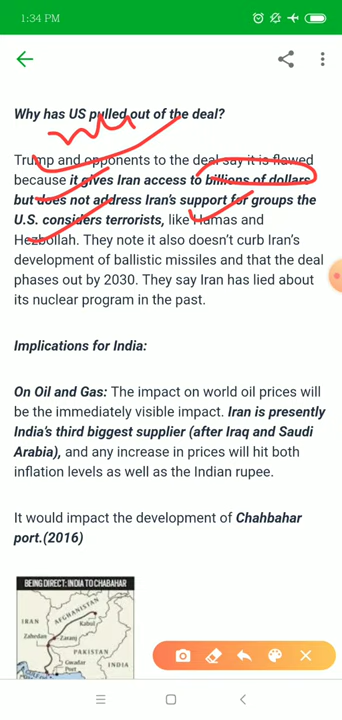 1:34 PM
Why has US pulled out of the deal?
Trump and opponents to the deal say it is flawed
because it gives Iran access to billions of dollars
but does not address Iran's support for groups the
U.S. considers terrorists, like Hamas and
Hezbollah. They note it also doesn't curb Iran's
development of ballistic missiles and that the deal
phases out by 2030. They say Iran has lied about
its nuclear program in the past.
Implications for India:
On Oil and Gas: The impact on world oil prices will
be the immediately visible impact. Iran is presently
India's third biggest supplier (after Iraq and Saudi
Arabia), and any increase in prices will hit both
inflation levels as well as the Indian rupee.
It would impact the development of Chahbahar
port.(2016)
BEING DIRECT: INDIA TO CHABAHAR
AFGHANISTAN
IRAN
Kabul
Zahedan
Zaranj
PAKISTAN
Gwadar
Port
INDIA